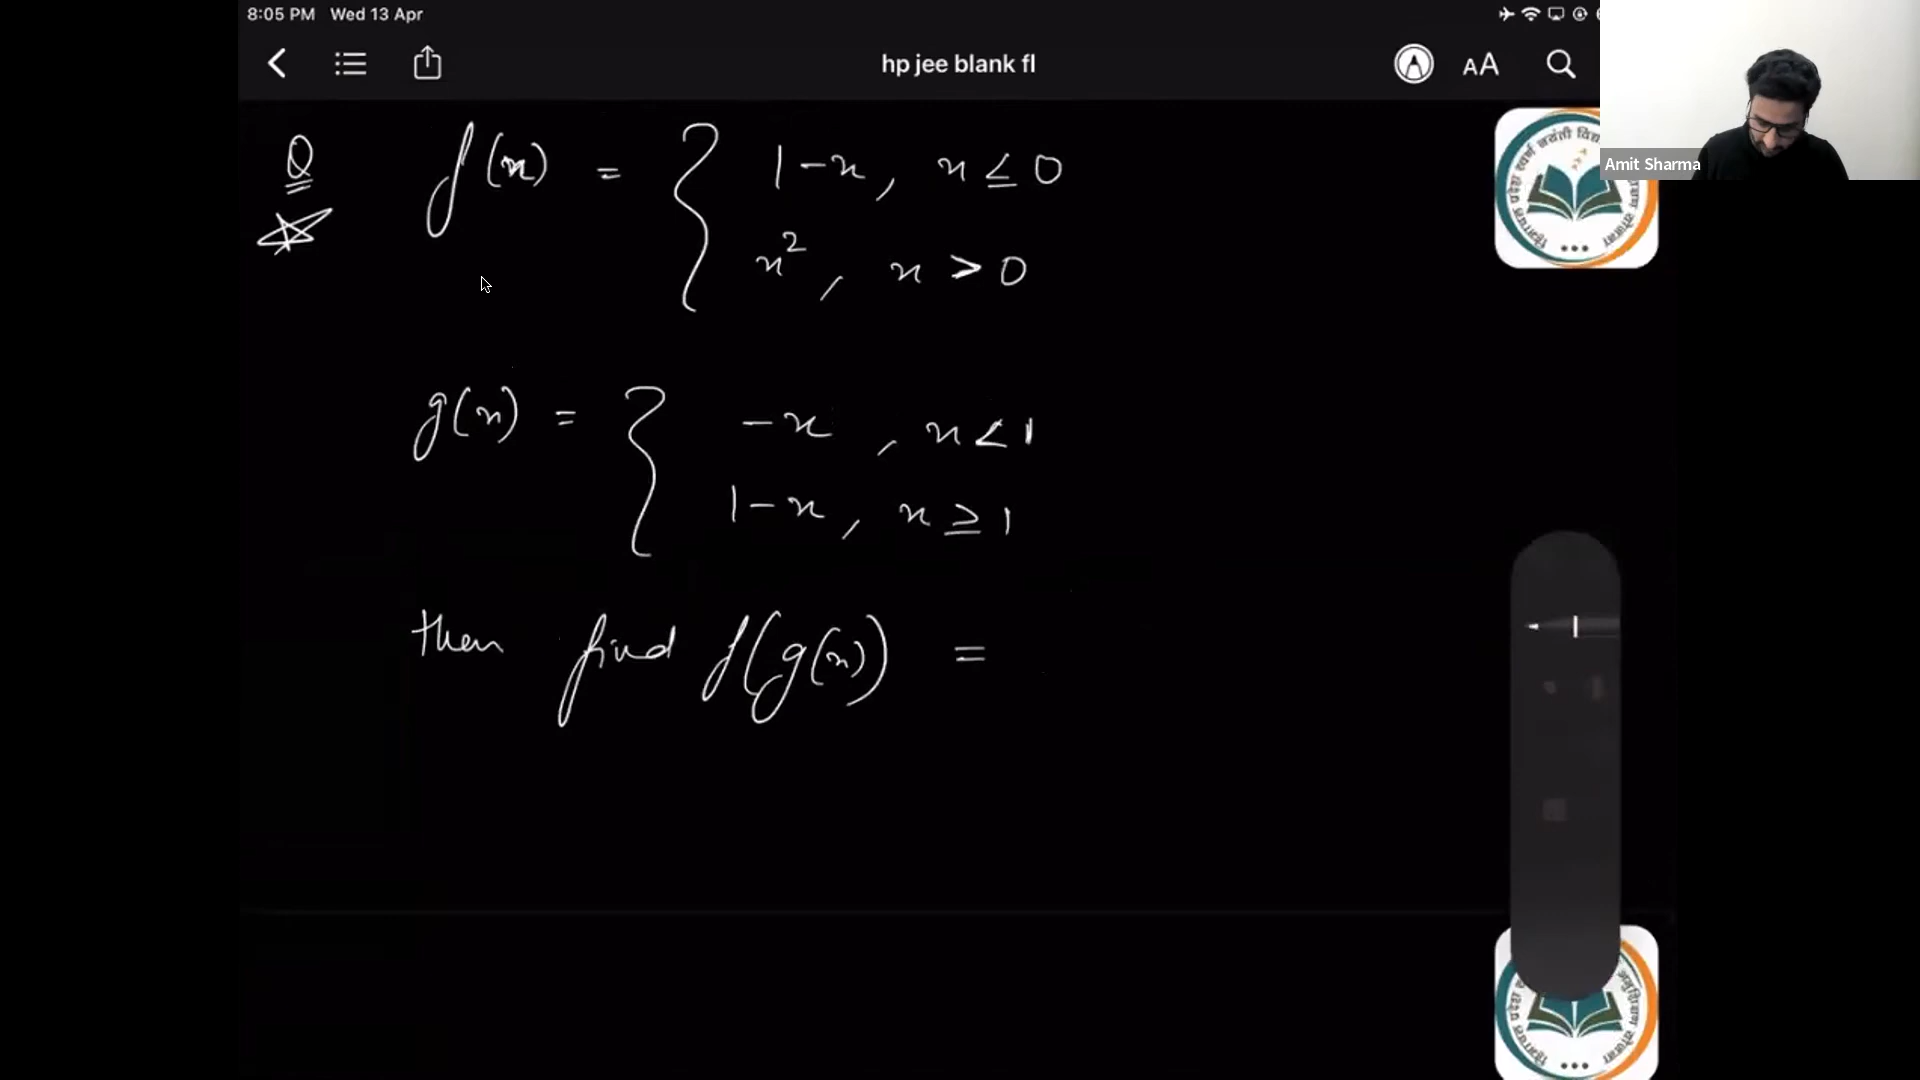 8:05 PM Wed 13 Apr
hp jee blank fl
AA
Amit Sharma
Q f(x) = { 1-x, x ≤ 0
x², x > 0
g(x) = { -x , x < 1
1-x, x ≥ 1
then find f(g(x)) =